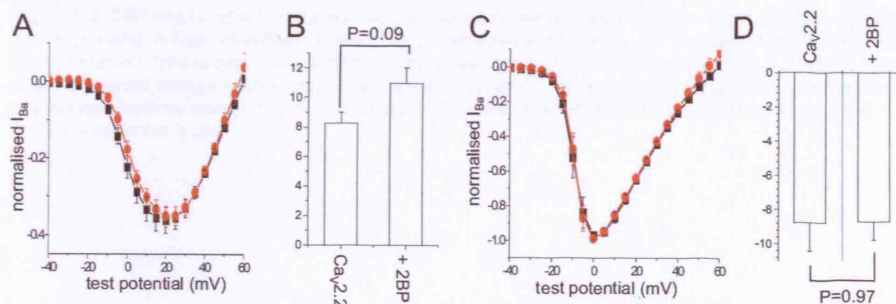 A
B
C
D
P=0.09
Ca_V2.2
+ 2BP
normalised I_Ba
0.0
-0.2
-0.4
-40 -20 0 20 40 60
test potential (mV)
12
10
8
6
4
2
0
Ca_V2.2
+ 2BP
normalised I_Ba
0.0
-0.2
-0.4
-0.6
-0.8
-1.0
-40 -20 0 20 40 60
test potential (mV)
0
-2
-4
-6
-8
-10
P=0.97